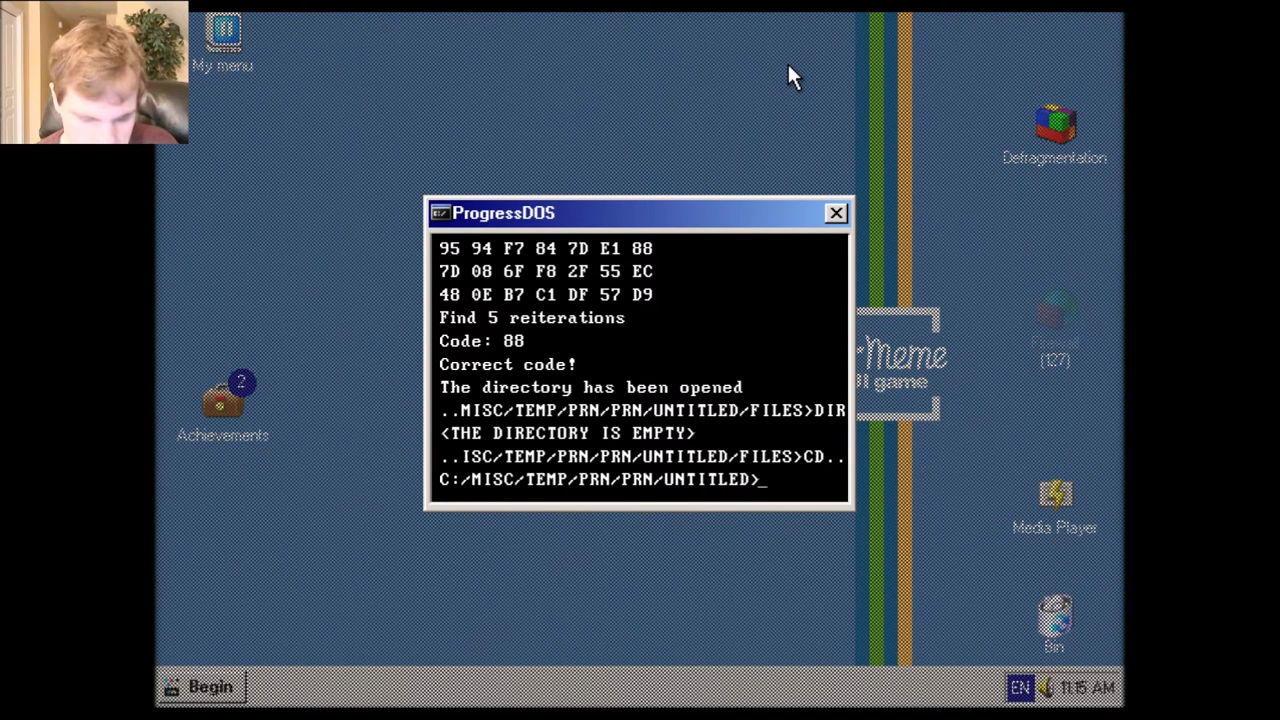 My menu
Defragmentation
ProgressDOS
95 94 F7 84 7D E1 88
7D 08 6F F8 2F 55 EC
48 0E B7 C1 DF 57 D9
Find 5 reiterations
Code: 88
Correct code!
The directory has been opened
..MISC/TEMP/PRN/PRN/UNTITLED/FILES>DIR
<THE DIRECTORY IS EMPTY>
..ISC/TEMP/PRN/PRN/UNTITLED/FILES>CD..
C:/MISC/TEMP/PRN/PRN/UNTITLED>_
Firewall
(127)
-Meme
ll game
2
Achievements
Media Player
Bin
Begin
EN 11:15 AM